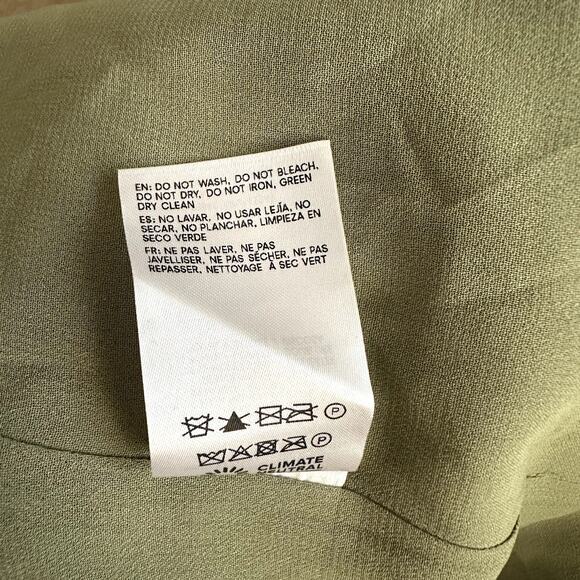 EN: DO NOT WASH, DO NOT BLEACH,
DO NOT DRY, DO NOT IRON, GREEN
DRY CLEAN
ES: NO LAVAR, NO USAR LEJÍA, NO
SECAR, NO PLANCHAR, LIMPIEZA EN
SECO VERDE
FR: NE PAS LAVER, NE PAS
JAVELLISER, NE PAS SÉCHER, NE PAS
REPASSER, NETTOYAGE À SEC VERT
P
P
CLIMATE
NEUTRAL